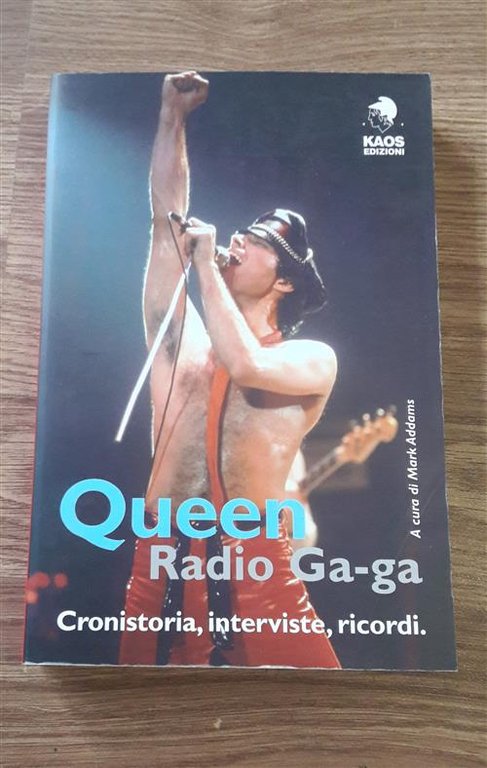 KAOS
EDIZIONI
A cura di Mark Addams
Queen
Radio Ga-ga
Cronistoria, interviste, ricordi.